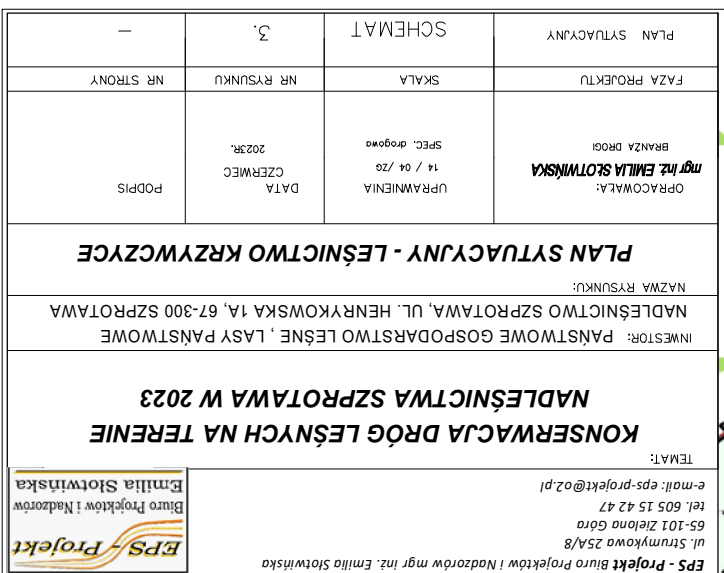 EPS - Projekt Biuro Projektów i Nadzorów mgr inż. Emilia Słotwińska
ul. Strumykowa 25A/8
65-101 Zielona Góra
tel. 605 15 42 47
e-mail: eps-projekt@o2.pl
EPS - Projekt
Biuro Projektów i Nadzorów
Emilia Słotwińska
TEMAT:
KONSERWACJA DRÓG LEŚNYCH NA TERENIE
NADLEŚNICTWA SZPROTAWA W 2023
INWESTOR: PAŃSTWOWE GOSPODARSTWO LEŚNE , LASY PAŃSTWOWE
NADLEŚNICTWO SZPROTAWA, UL. HENRYKOWSKA 1A, 67-300 SZPROTAWA
NAZWA RYSUNKU:
PLAN SYTUACYJNY - LEŚNICTWO KRZYWCZYCE
OPRACOWAŁA:
mgr inż. EMILIA SŁOTWIŃSKA
BRANŻA DROGI
UPRAWNIENIA
14 / 04 / ZG
SPEC. drogowa
DATA
CZERWIEC
2023R.
PODPIS
FAZA PROJEKTU
SKALA
NR RYSUNKU
NR STRONY
PLAN SYTUACYJNY
SCHEMAT
3.
—